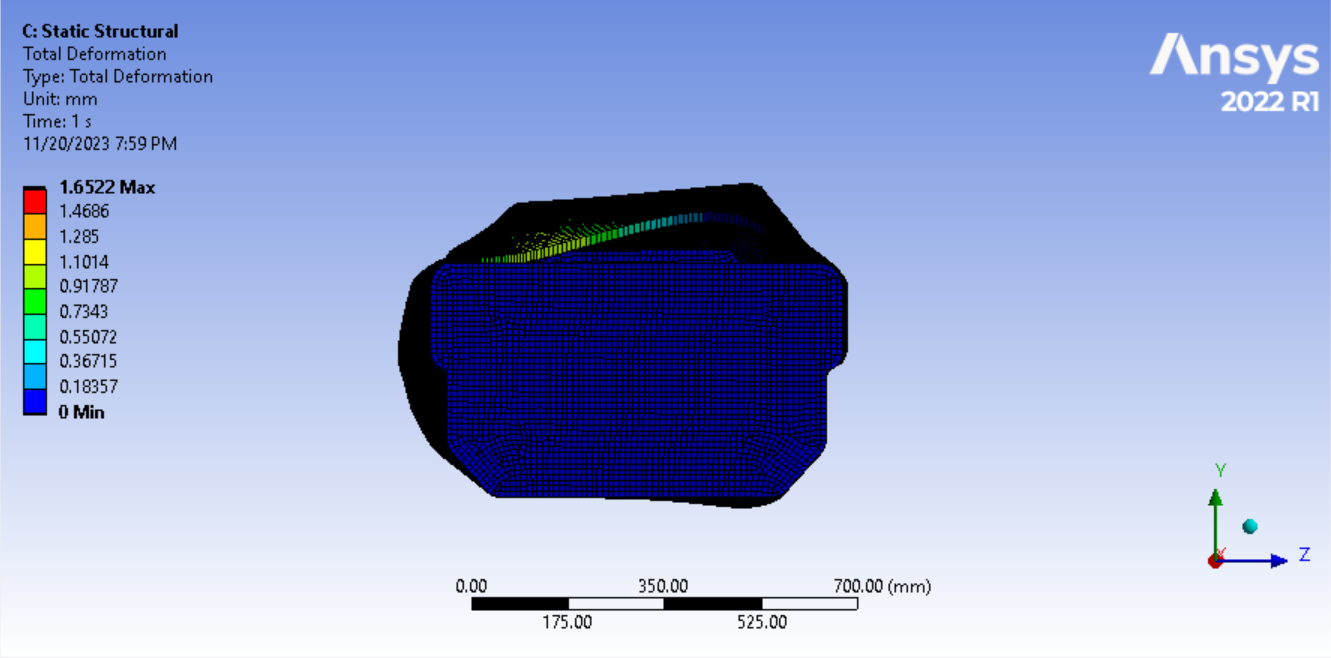 C: Static Structural
Total Deformation
Type: Total Deformation
Unit: mm
Time: 1 s
11/20/2023 7:59 PM
Ansys
2022 R1
1.6522 Max
1.4686
1.285
1.1014
0.91787
0.7343
0.55072
0.36715
0.18357
0 Min
Y
X
Z
0.00
350.00
700.00 (mm)
175.00
525.00